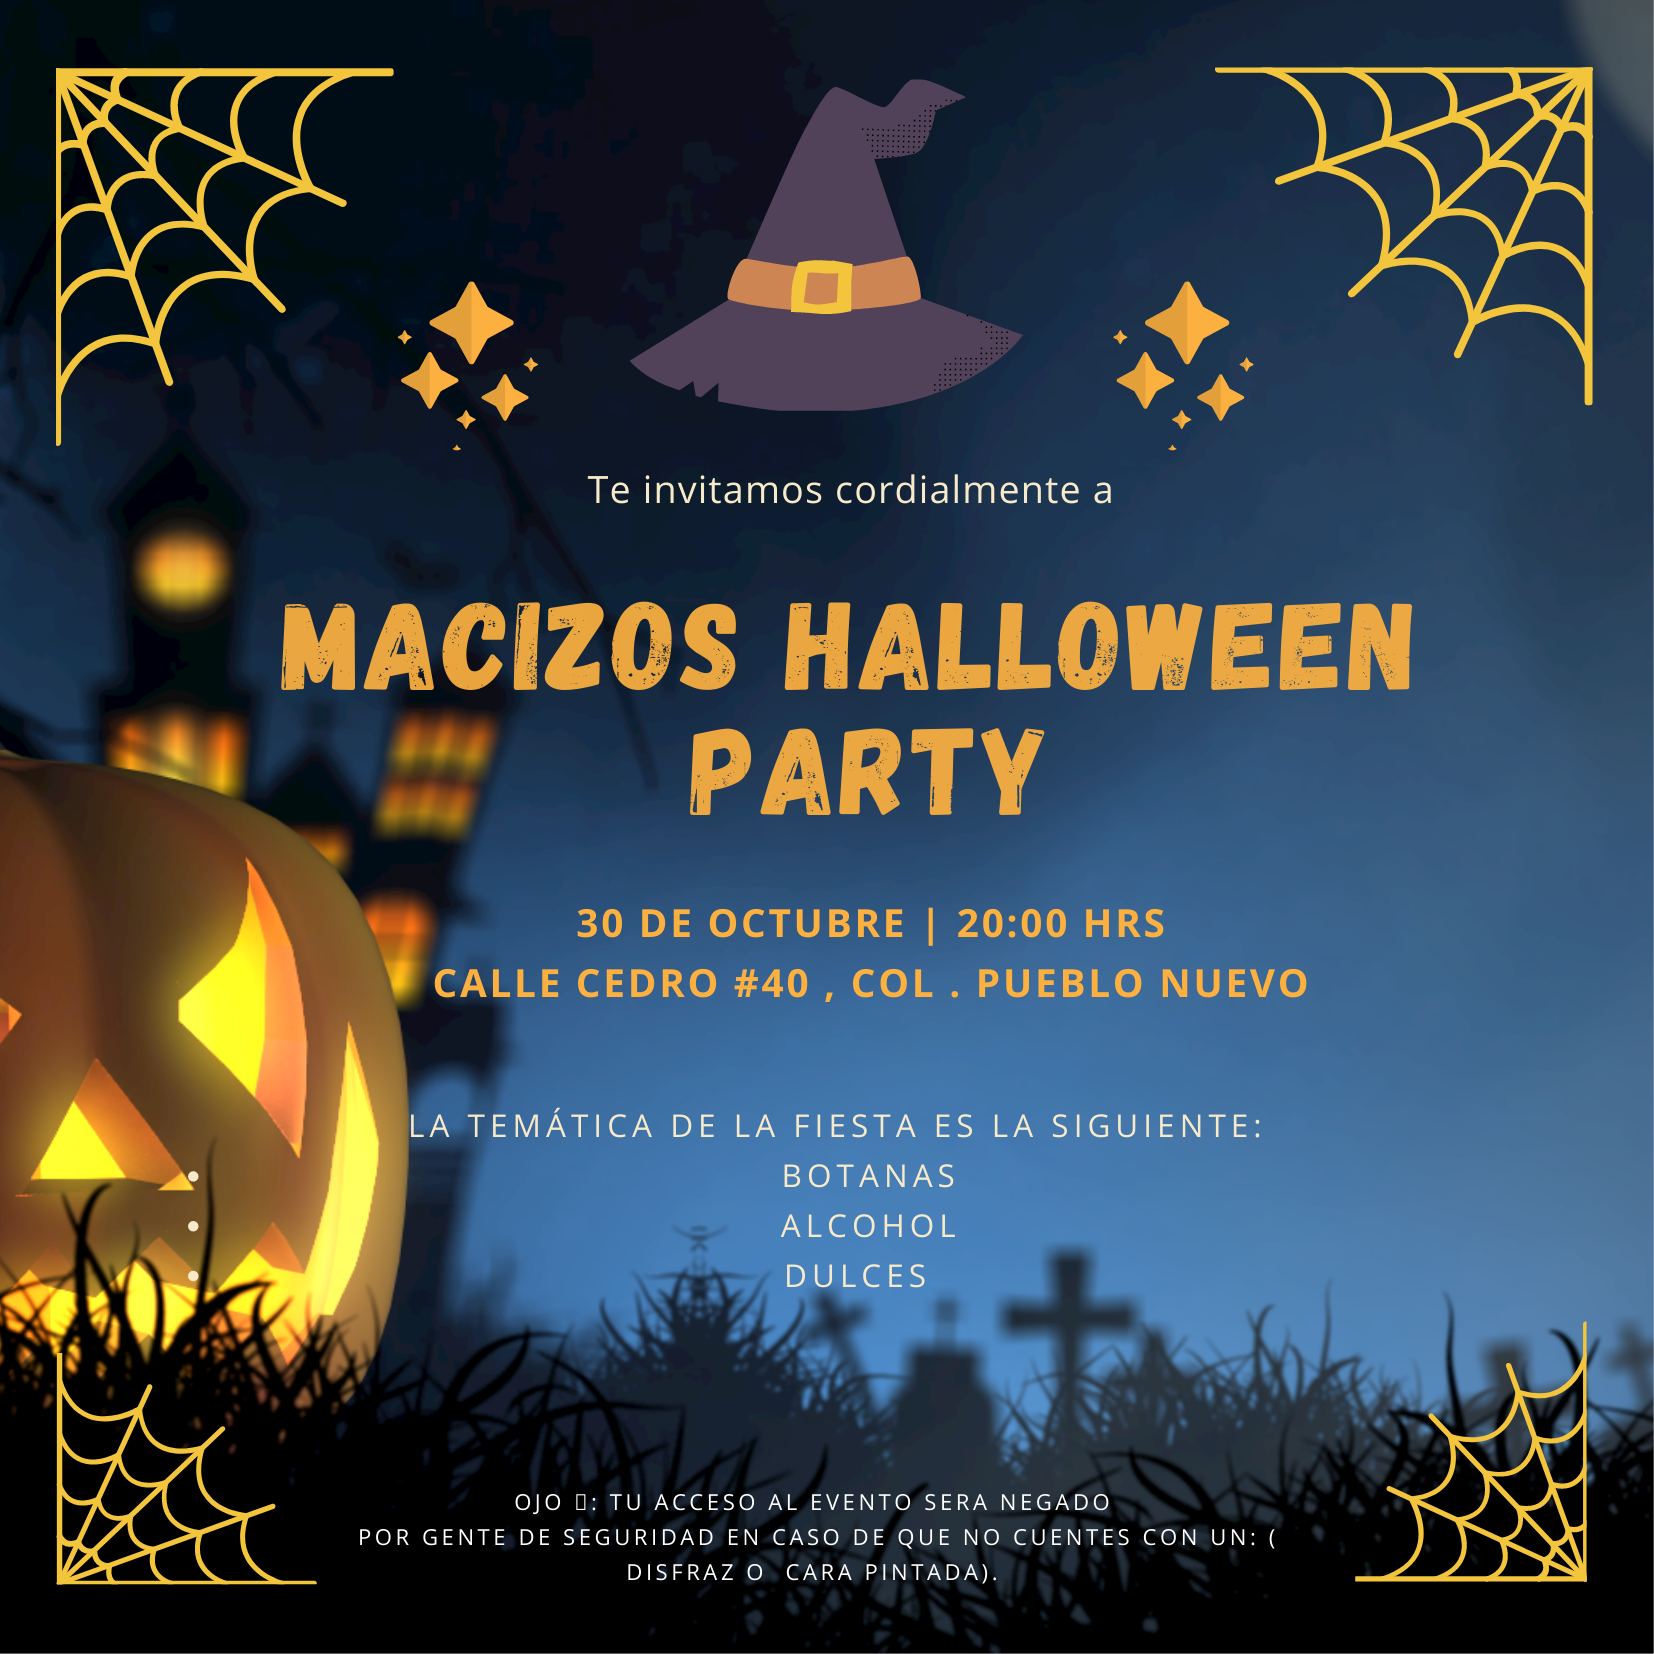 Te invitamos cordialmente a
MACIZOS HALLOWEEN
PARTY
30 DE OCTUBRE | 20:00 HRS
CALLE CEDRO #40 , COL . PUEBLO NUEVO
LA TEMÁTICA DE LA FIESTA ES LA SIGUIENTE:
• BOTANAS
• ALCOHOL
• DULCES
OJO ▯: TU ACCESO AL EVENTO SERA NEGADO
POR GENTE DE SEGURIDAD EN CASO DE QUE NO CUENTES CON UN: (
DISFRAZ O CARA PINTADA).